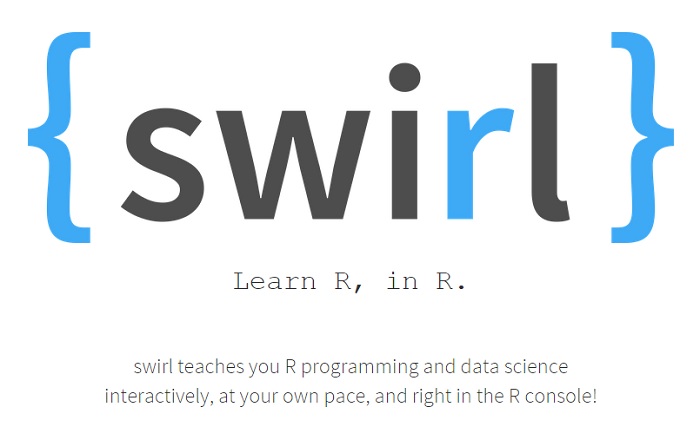 {swirl}
Learn R, in R.
swirl teaches you R programming and data science
interactively, at your own pace, and right in the R console!